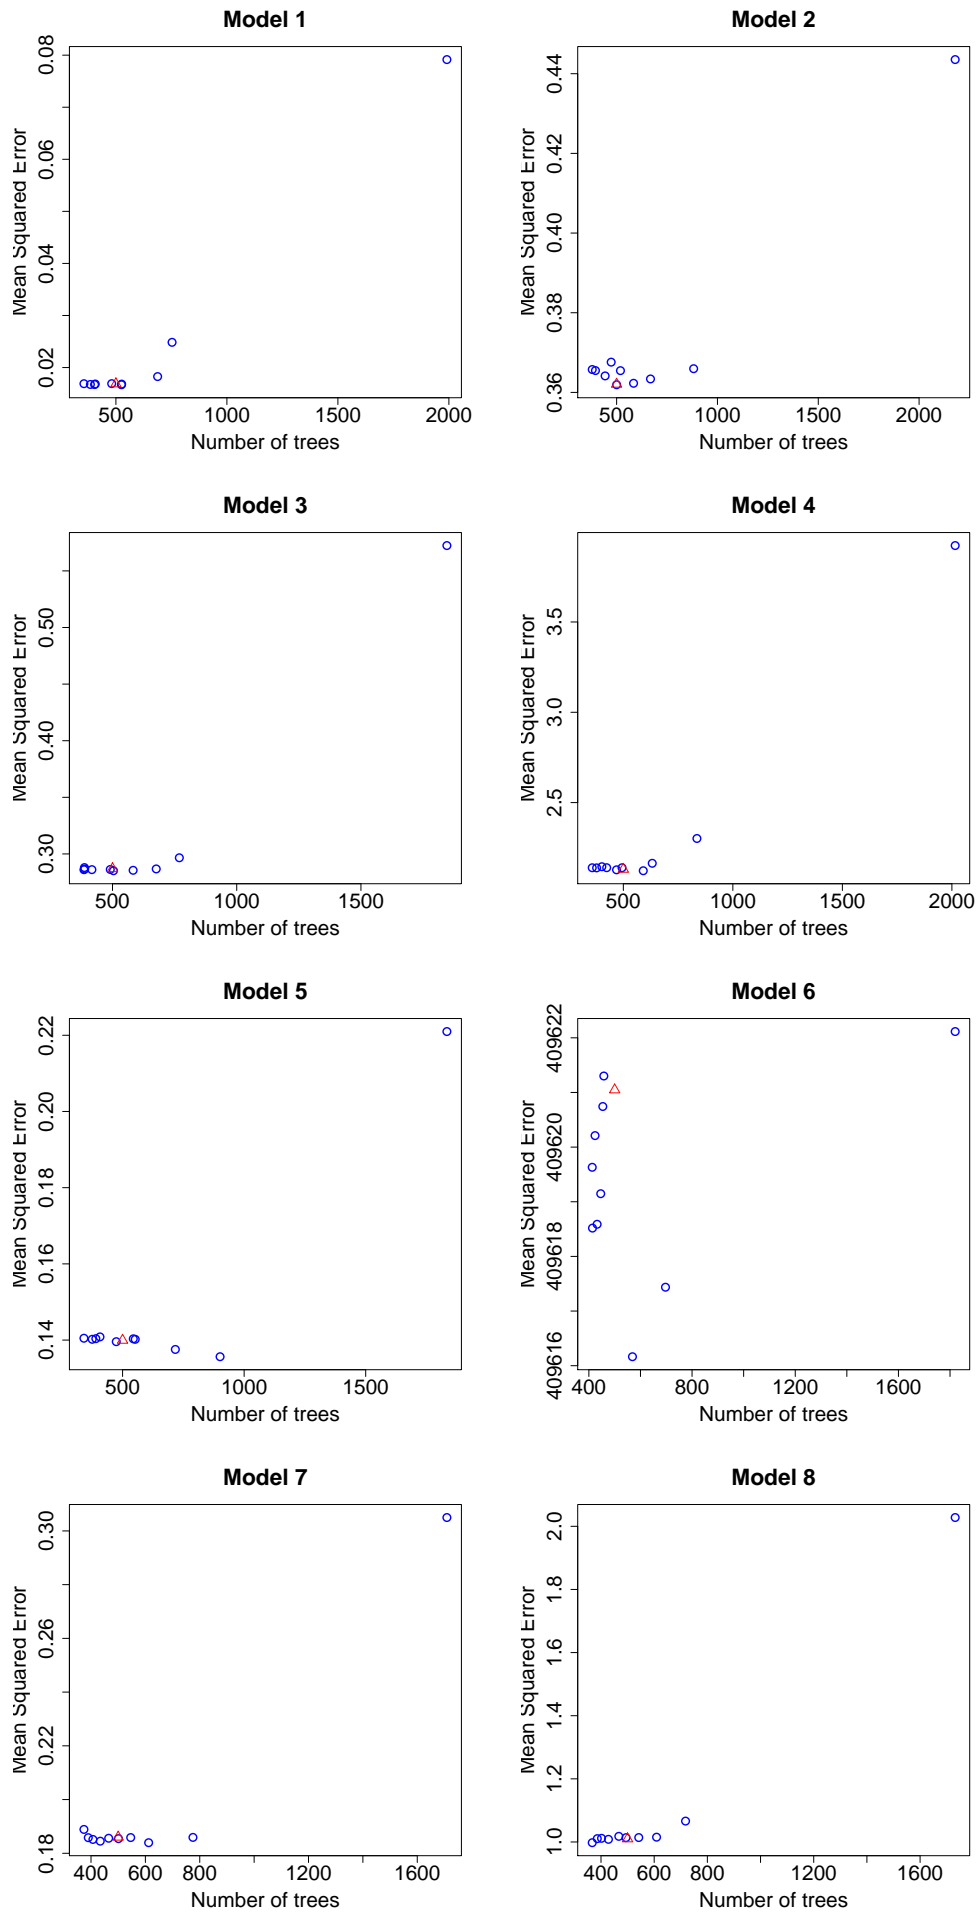 Model 1
Mean Squared Error
0.02 0.04 0.06 0.08
500 1000 1500 2000
Number of trees
Model 2
Mean Squared Error
0.36 0.38 0.40 0.42 0.44
500 1000 1500 2000
Number of trees
Model 3
Mean Squared Error
0.30 0.40 0.50
500 1000 1500
Number of trees
Model 4
Mean Squared Error
2.5 3.0 3.5
500 1000 1500 2000
Number of trees
Model 5
Mean Squared Error
0.14 0.16 0.18 0.20 0.22
500 1000 1500
Number of trees
Model 6
Mean Squared Error
409616 409618 409620 409622
400 800 1200 1600
Number of trees
Model 7
Mean Squared Error
0.18 0.22 0.26 0.30
400 600 800 1200 1600
Number of trees
Model 8
Mean Squared Error
1.0 1.2 1.4 1.6 1.8 2.0
400 600 800 1200 1600
Number of trees